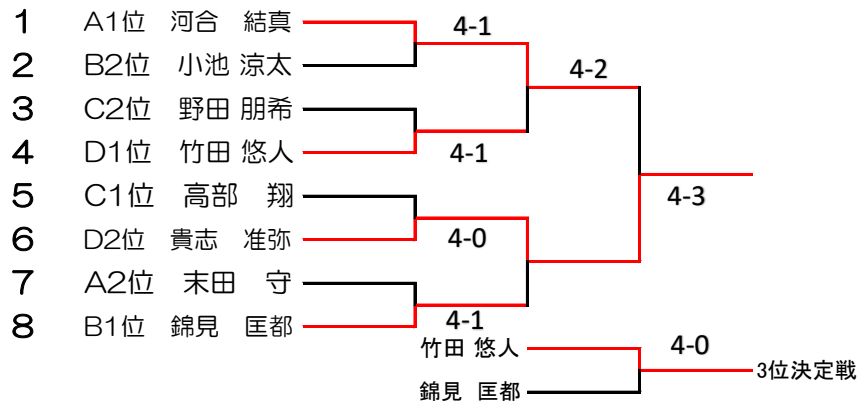 1 A1位 河合 結真
4-1
2 B2位 小池 涼太
4-2
3 C2位 野田 朋希
4 D1位 竹田 悠人
4-1
5 C1位 高部 翔
4-3
6 D2位 貴志 准弥
4-0
7 A2位 末田 守
8 B1位 錦見 匡都
4-1
竹田 悠人
4-0
3位決定戦
錦見 匡都